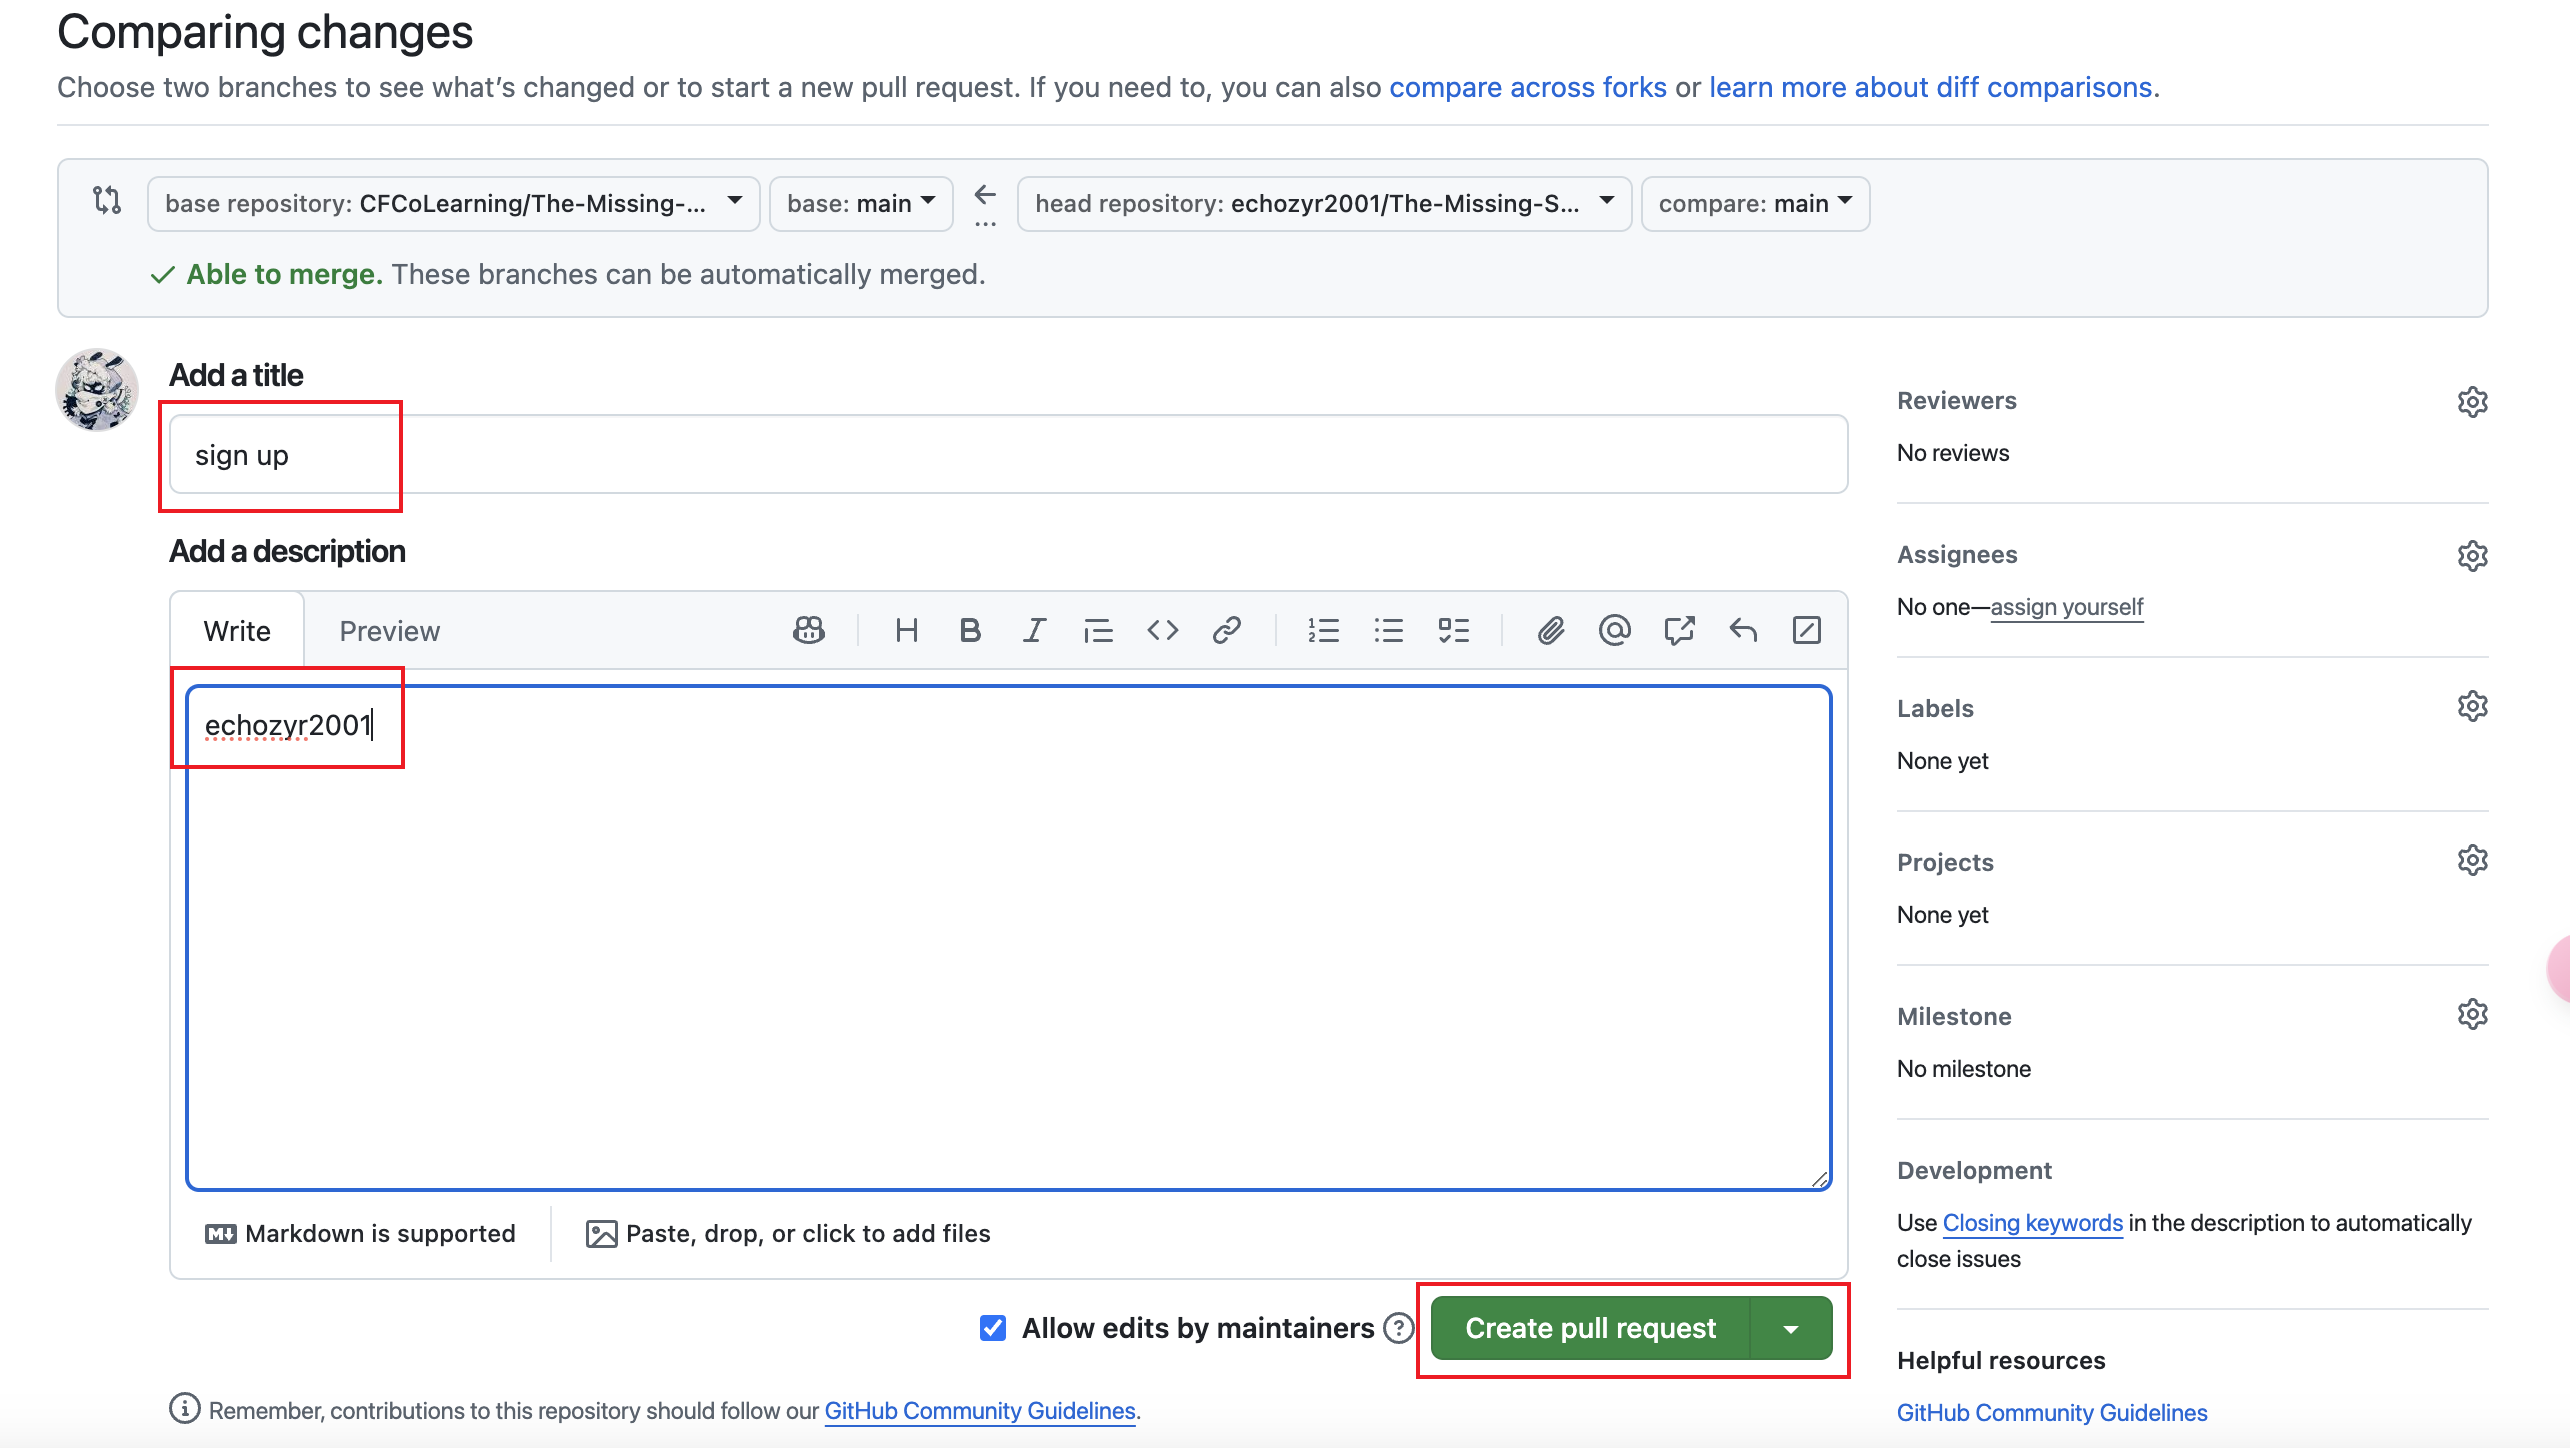 Comparing changes
Choose two branches to see what’s changed or to start a new pull request. If you need to, you can also compare across forks or learn more about diff comparisons.
base repository: CFCoLearning/The-Missing-... base: main ... head repository: echozyr2001/The-Missing-S... compare: main
Able to merge. These branches can be automatically merged.
Add a title
sign up
Add a description
Write Preview
echozyr2001
Markdown is supported Paste, drop, or click to add files
Allow edits by maintainers Create pull request
Remember, contributions to this repository should follow our GitHub Community Guidelines.
Reviewers
No reviews
Assignees
No one—assign yourself
Labels
None yet
Projects
None yet
Milestone
No milestone
Development
Use Closing keywords in the description to automatically
close issues
Helpful resources
GitHub Community Guidelines